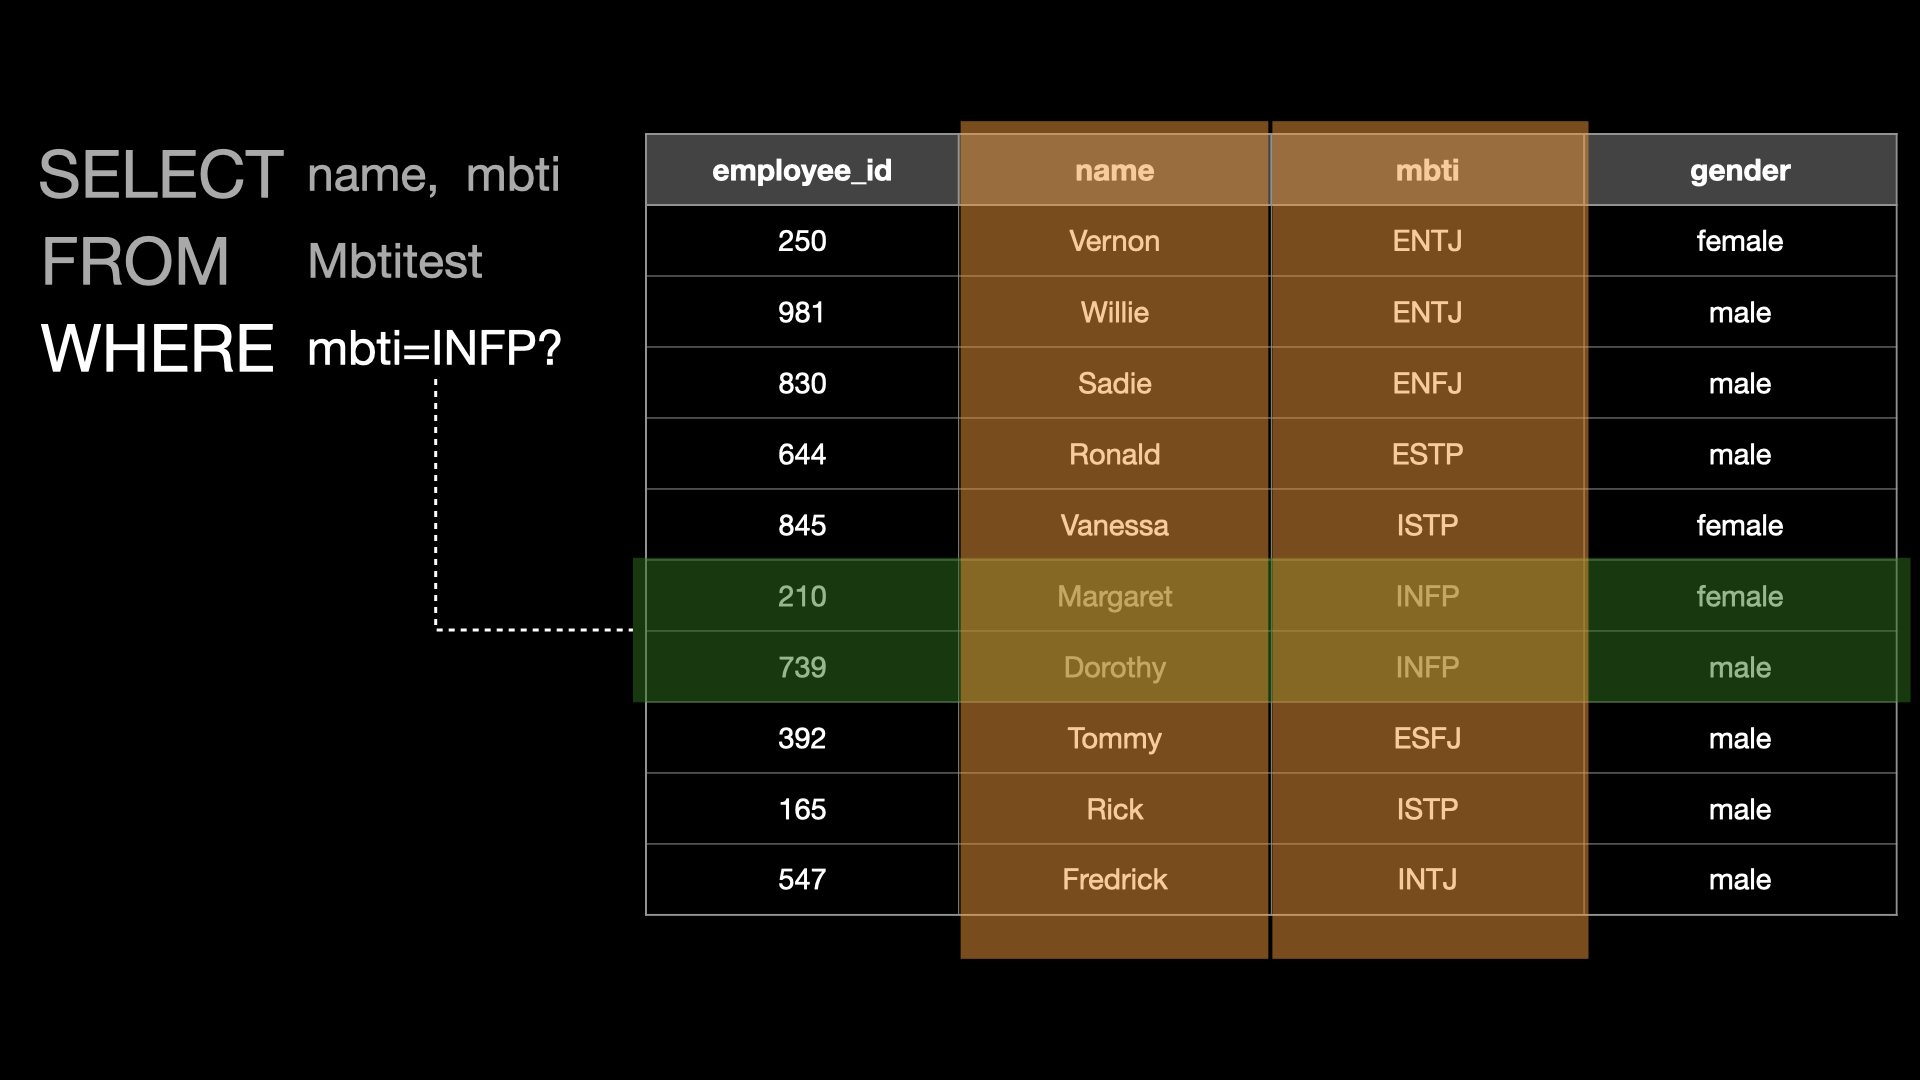 SELECT name, mbti
FROM Mbtitest
WHERE mbti=INFP?
employee_id name mbti gender
250 Vernon ENTJ female
981 Willie ENTJ male
830 Sadie ENFJ male
644 Ronald ESTP male
845 Vanessa ISTP female
210 Margaret INFP female
739 Dorothy INFP male
392 Tommy ESFJ male
165 Rick ISTP male
547 Fredrick INTJ male